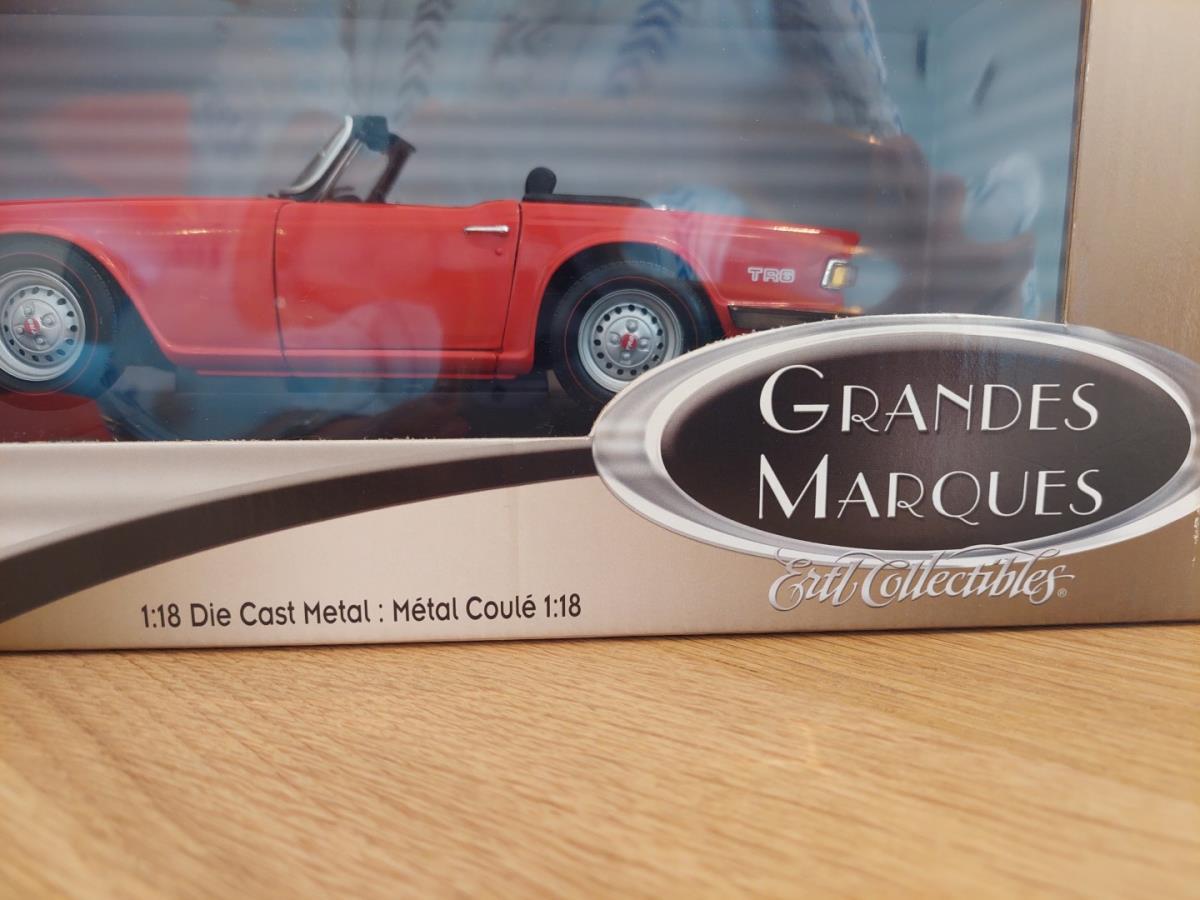 TR6
GRANDES
MARQUES
Ertl Collectibles®
1:18 Die Cast Metal : Métal Coulé 1:18